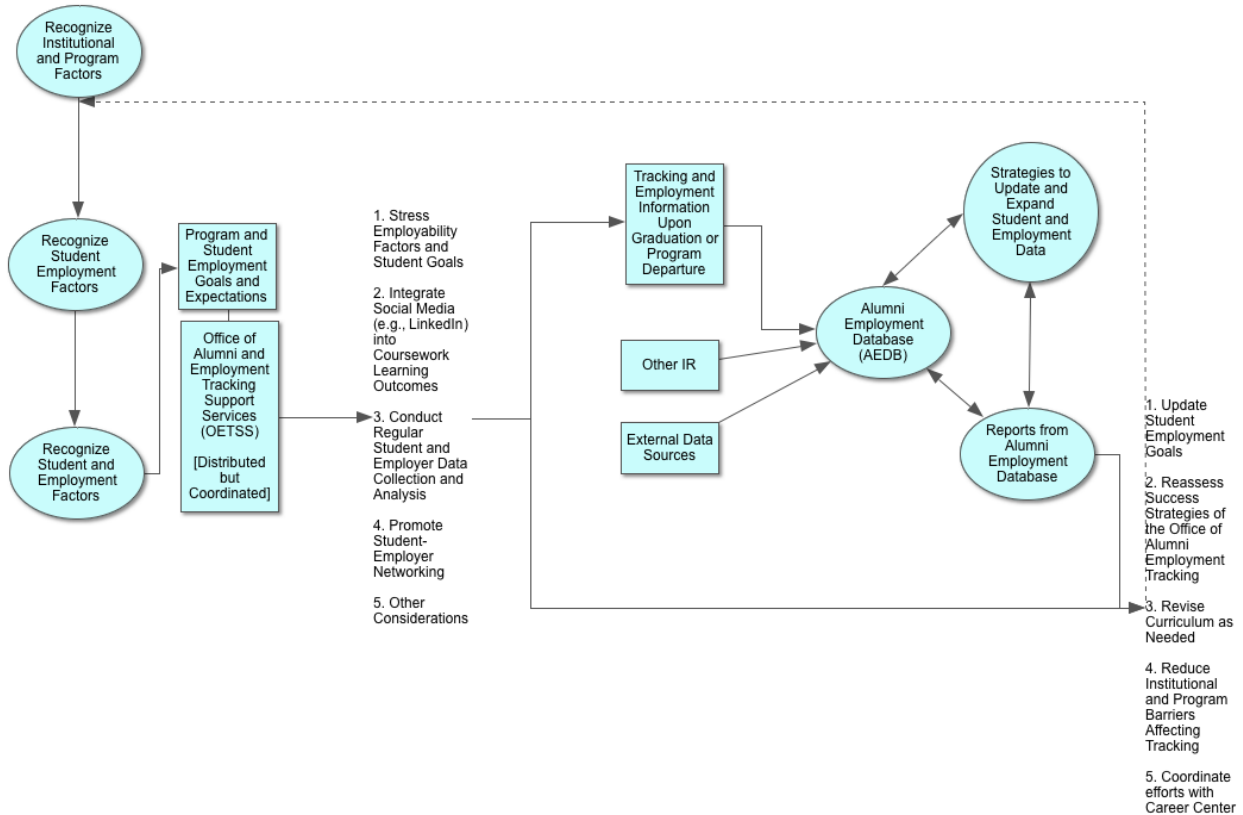 Recognize
Institutional
and Program
Factors
Recognize
Student
Employment
Factors
Recognize
Student and
Employment
Factors
Program and
Student
Employment
Goals and
Expectations
Office of
Alumni and
Employment
Tracking
Support
Services
(OETSS)
[Distributed
but
Coordinated]
1. Stress
Employability
Factors and
Student Goals
2. Integrate
Social Media
(e.g., LinkedIn)
into
Coursework
Learning
Outcomes
3. Conduct
Regular
Student and
Employer Data
Collection and
Analysis
4. Promote
Student-
Employer
Networking
5. Other
Considerations
Tracking and
Employment
Information
Upon
Graduation or
Program
Departure
Other IR
External Data
Sources
Alumni
Employment
Database
(AEDB)
Strategies to
Update and
Expand
Student and
Employment
Data
Reports from
Alumni
Employment
Database
1. Update
Student
Employment
Goals
2. Reassess
Success
Strategies of
the Office of
Alumni
Employment
Tracking
3. Revise
Curriculum as
Needed
4. Reduce
Institutional
and Program
Barriers
Affecting
Tracking
5. Coordinate
efforts with
Career Center